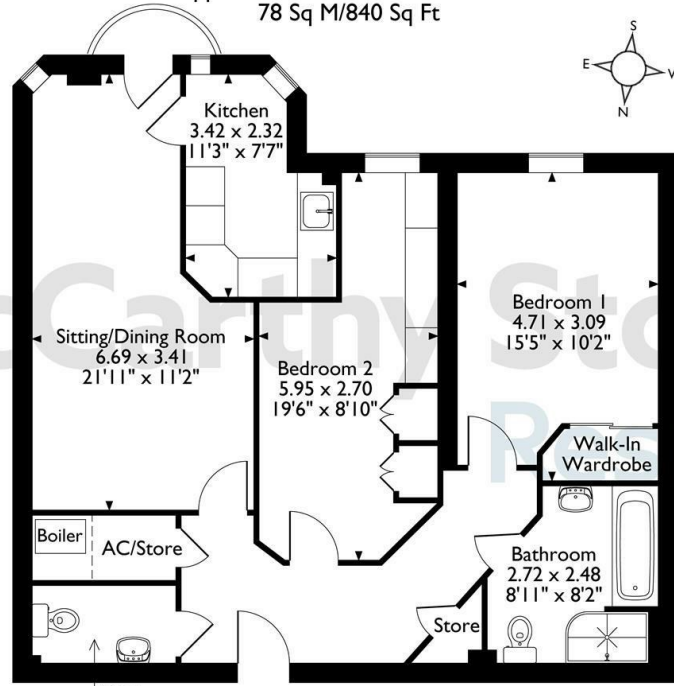 78 Sq M/840 Sq Ft
S
E
N
Kitchen
3.42 x 2.32
11'3" x 7'7"
Sitting/Dining Room
6.69 x 3.41
21'11" x 11'2"
Bedroom 2
5.95 x 2.70
19'6" x 8'10"
Bedroom 1
4.71 x 3.09
15'5" x 10'2"
Walk-In
Wardrobe
Boiler
AC/Store
Bathroom
2.72 x 2.48
8'11" x 8'2"
Store
cCarthy Sto
Res